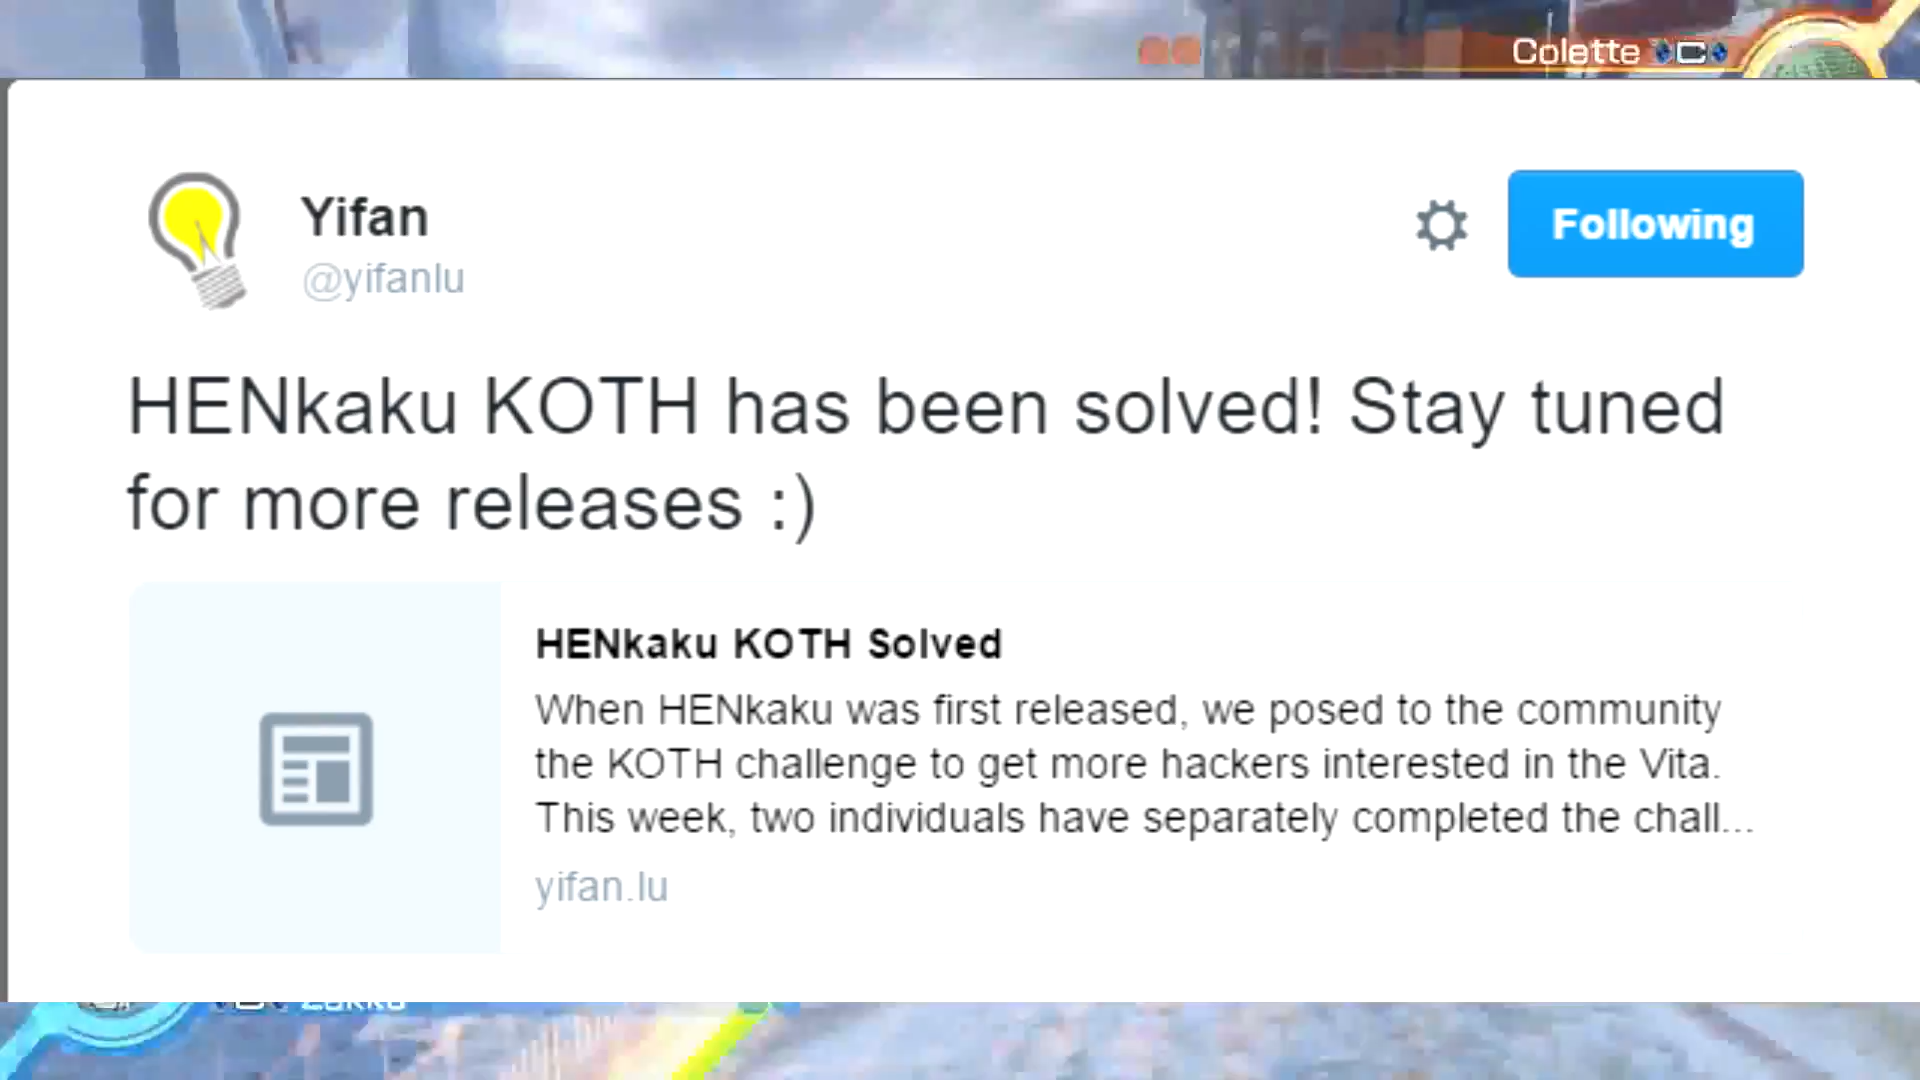 Colette
Yifan
@yifanlu
Following
HENkaku KOTH has been solved! Stay tuned
for more releases :)
HENkaku KOTH Solved
When HENkaku was first released, we posed to the community
the KOTH challenge to get more hackers interested in the Vita.
This week, two individuals have separately completed the chall...
yifan.lu